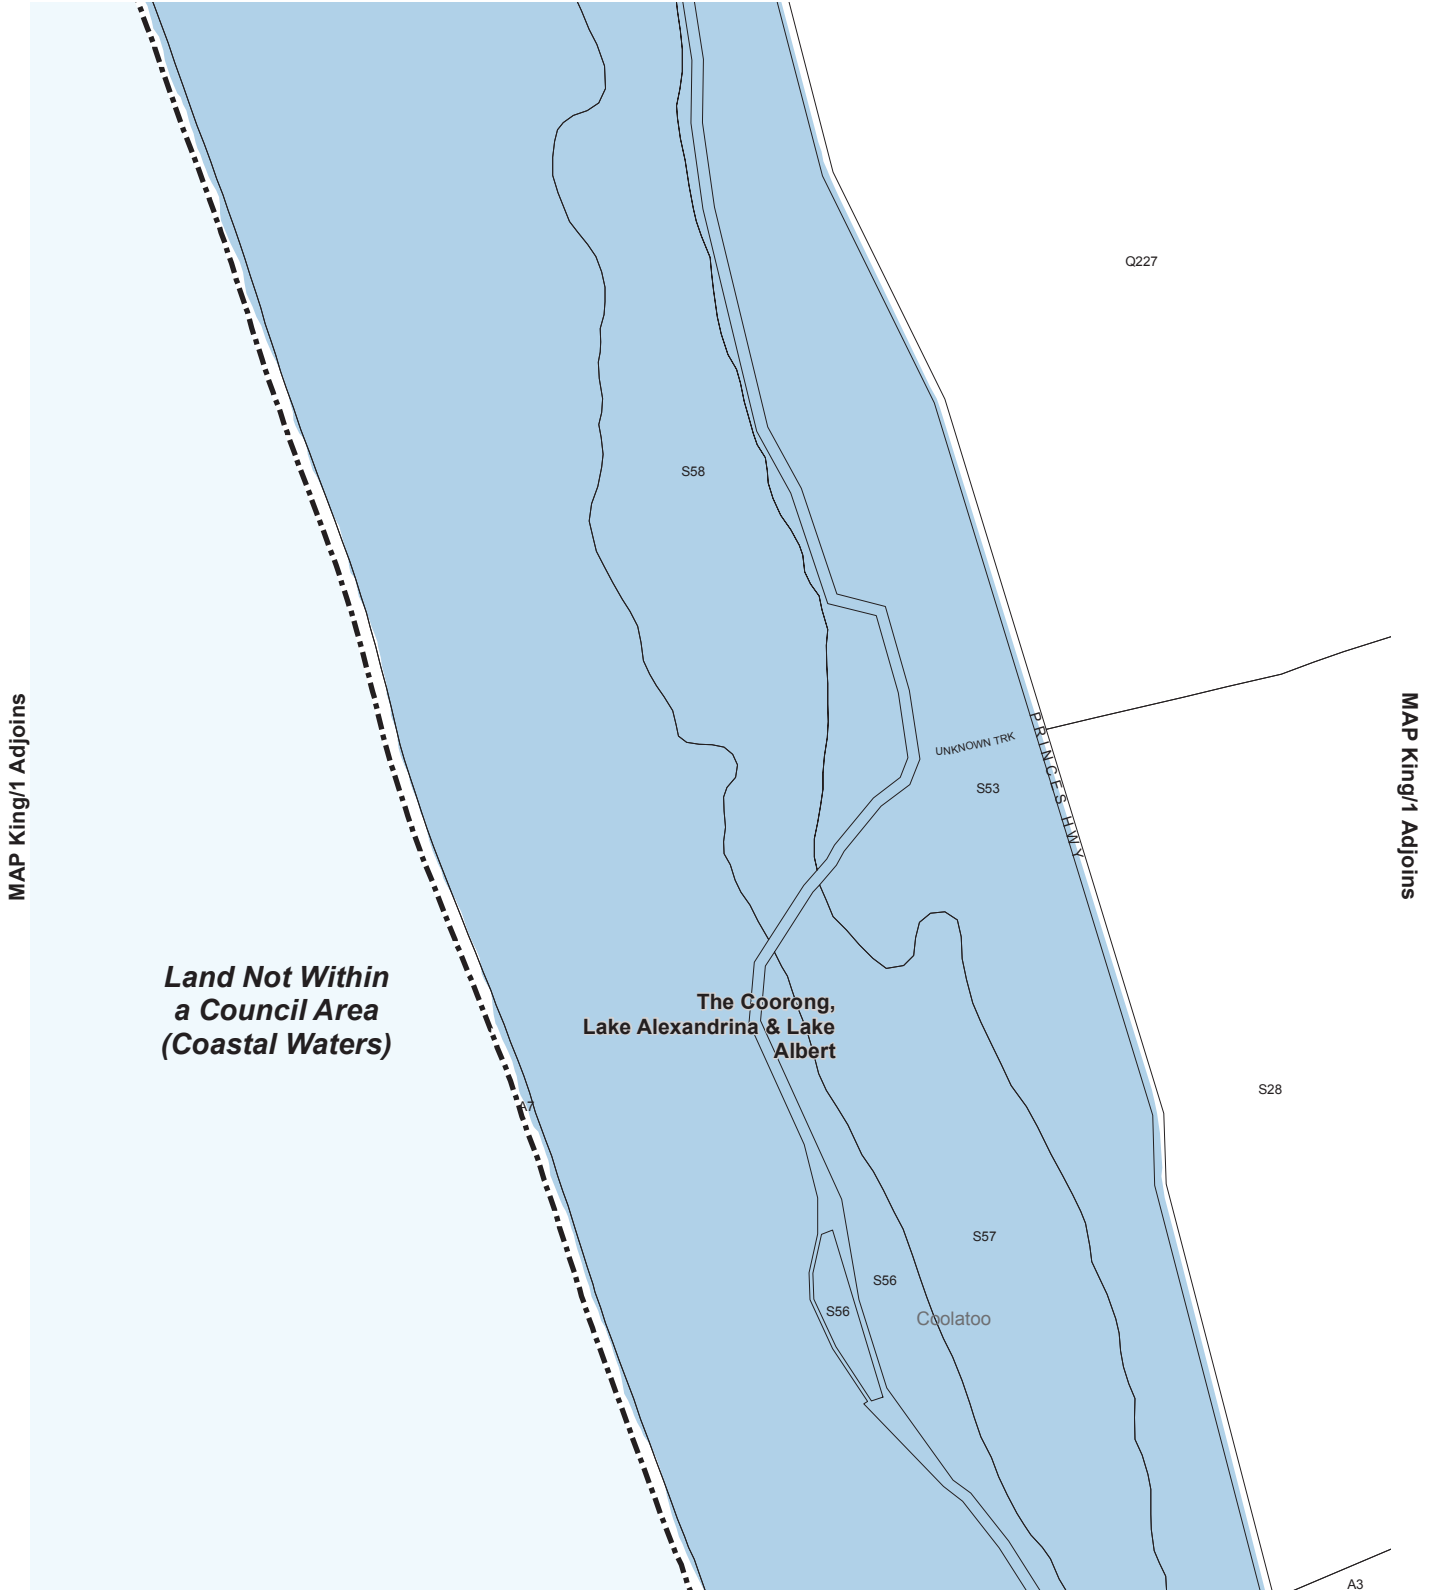 Q227
S58
MAP King/1 Adjoins
MAP King/1 Adjoins
PRINCES HWY
UNKNOWN TRK
S53
Land Not Within
a Council Area
(Coastal Waters)
The Coorong,
Lake Alexandrina & Lake
Albert
S28
A7
S57
S56
S56
Coolatoo
A3